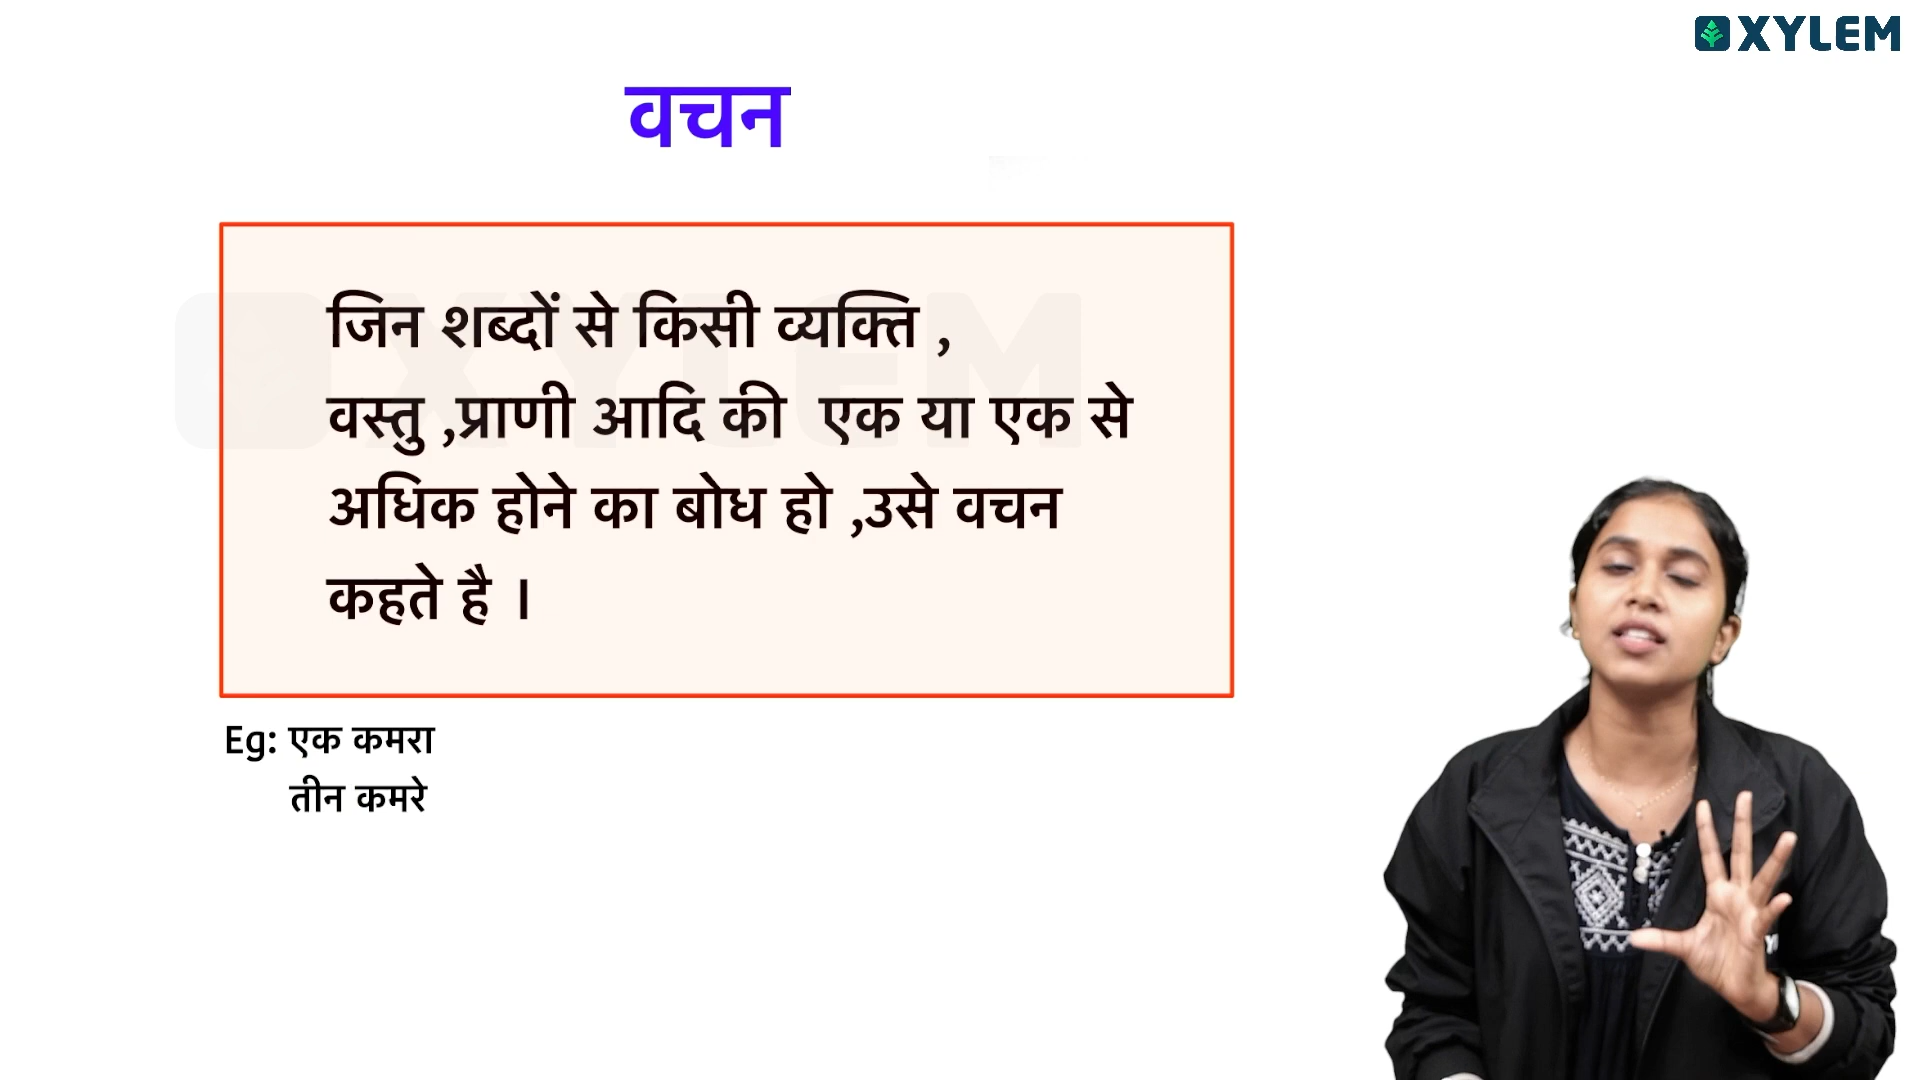 XYLEM
वचन
जिन शब्दों से किसी व्यक्ति ,
वस्तु ,प्राणी आदि की एक या एक से
अधिक होने का बोध हो ,उसे वचन
कहते है ।
Eg: एक कमरा
तीन कमरे